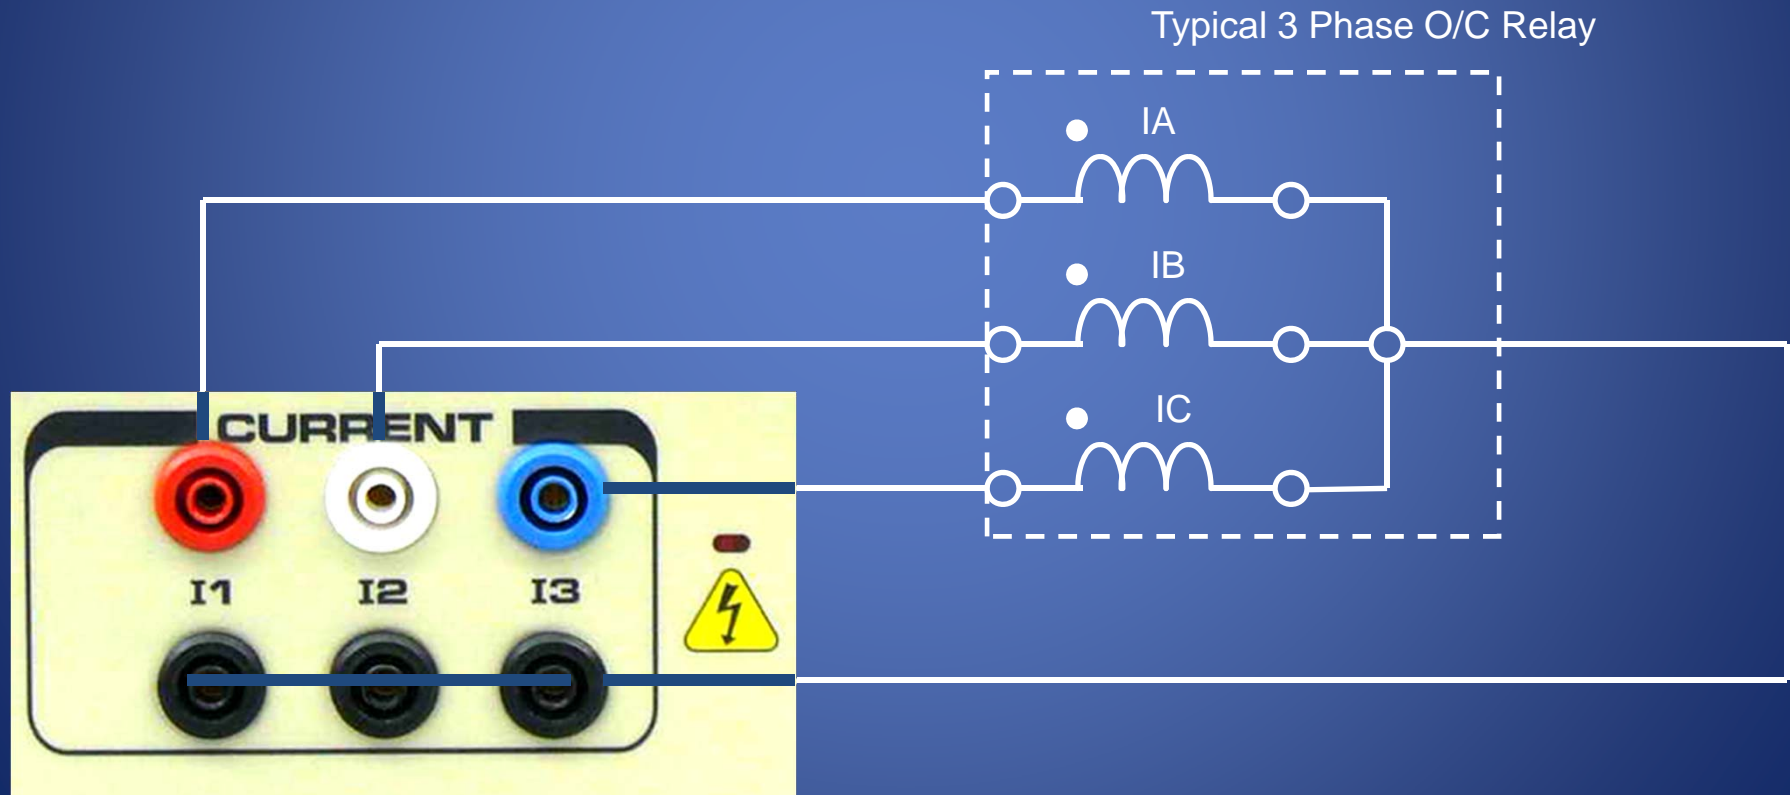 Typical 3 Phase O/C Relay
IA
IB
IC
CURRENT
I1 I2 I3